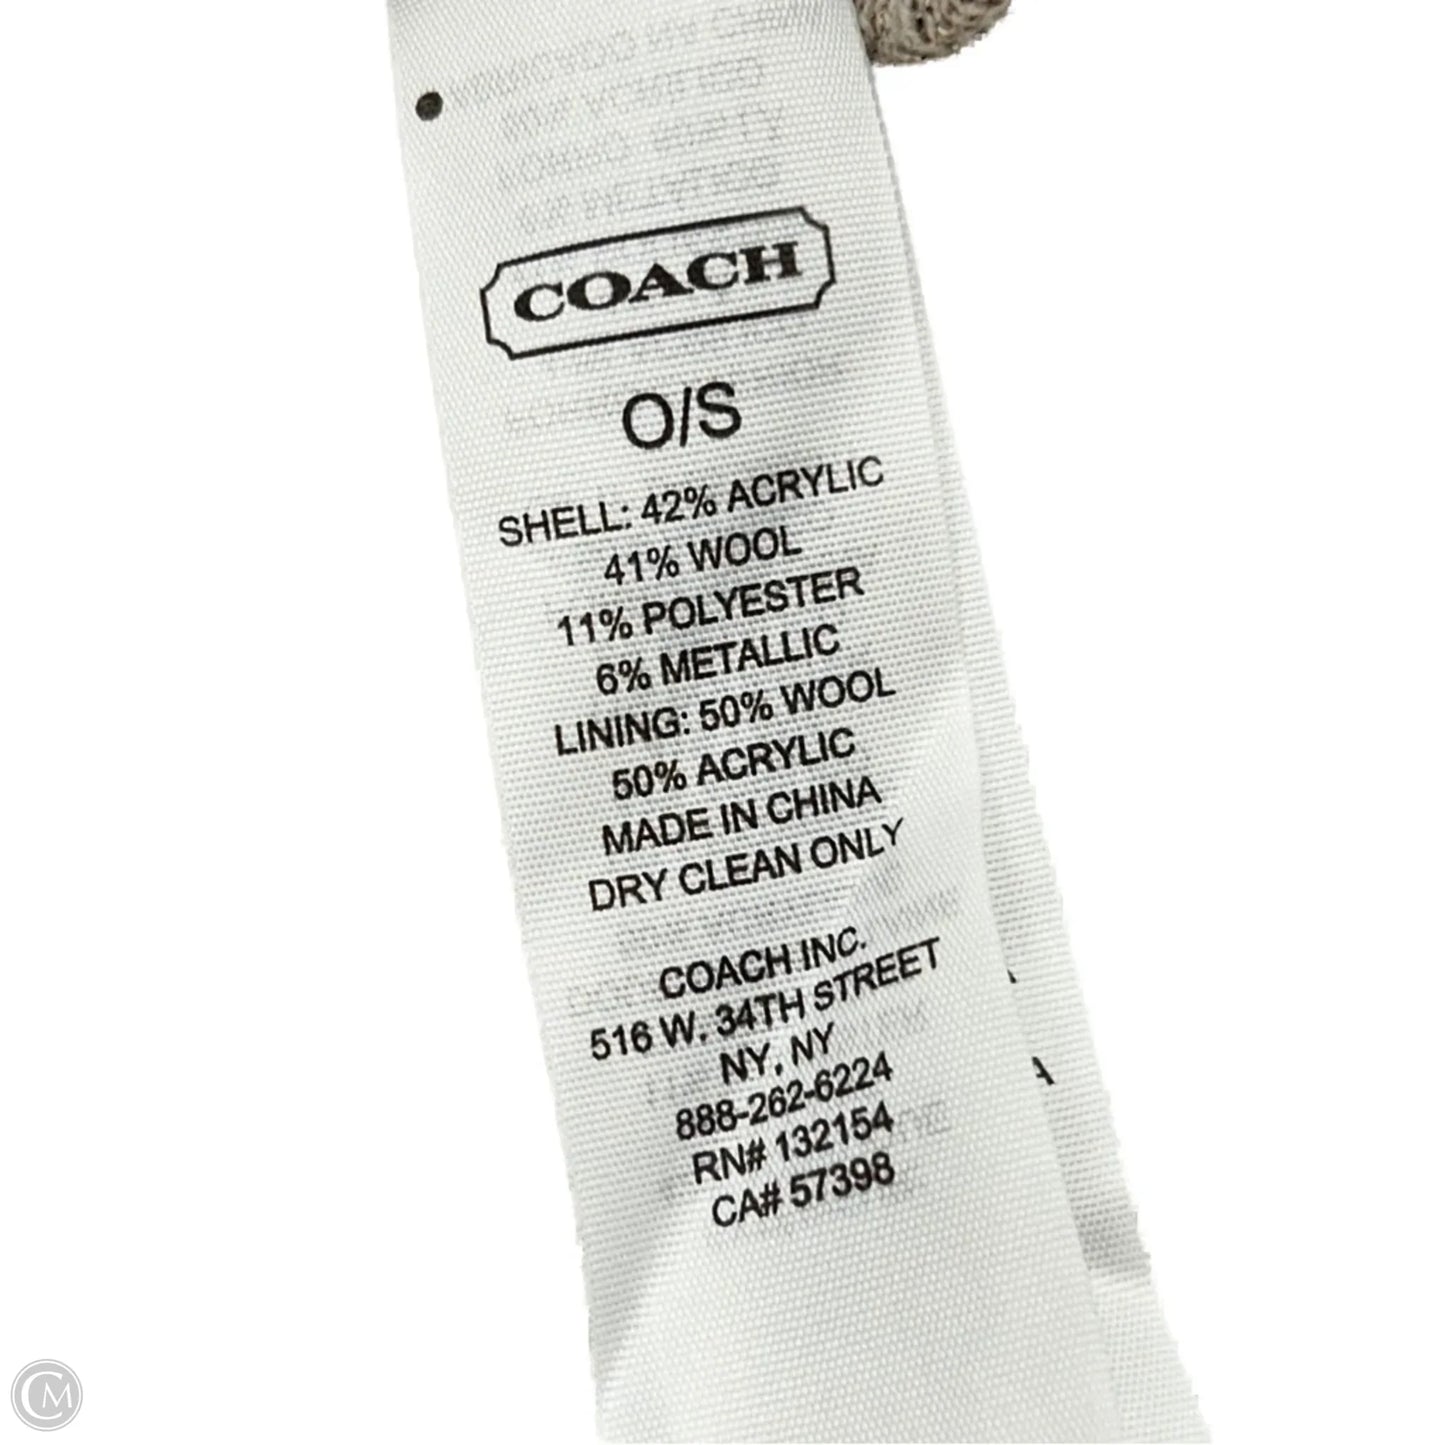 COACH
O/S
SHELL: 42% ACRYLIC
41% WOOL
11% POLYESTER
6% METALLIC
LINING: 50% WOOL
50% ACRYLIC
MADE IN CHINA
DRY CLEAN ONLY
COACH INC.
516 W. 34TH STREET
NY, NY
888-262-6224
RN# 132154
CA# 57398
CM